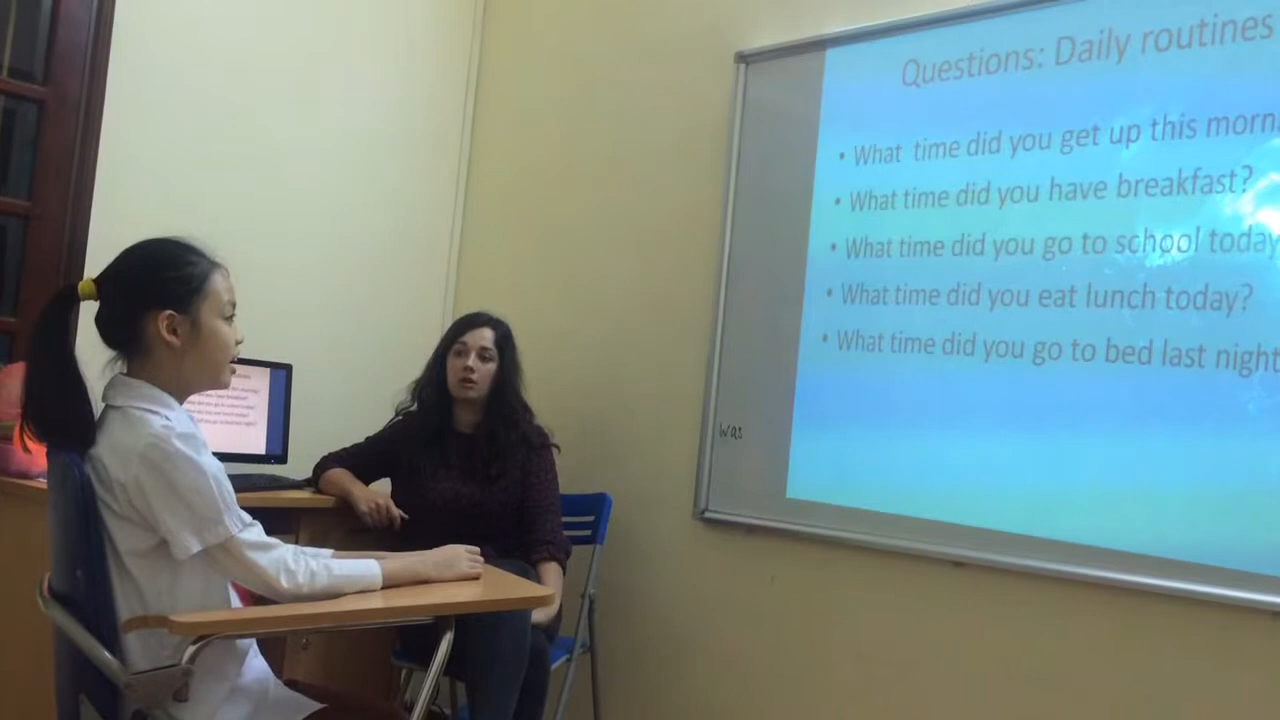 Questions: Daily routines
• What time did you get up this morn
• What time did you have breakfast?
• What time did you go to school today
• What time did you eat lunch today?
• What time did you go to bed last night
was